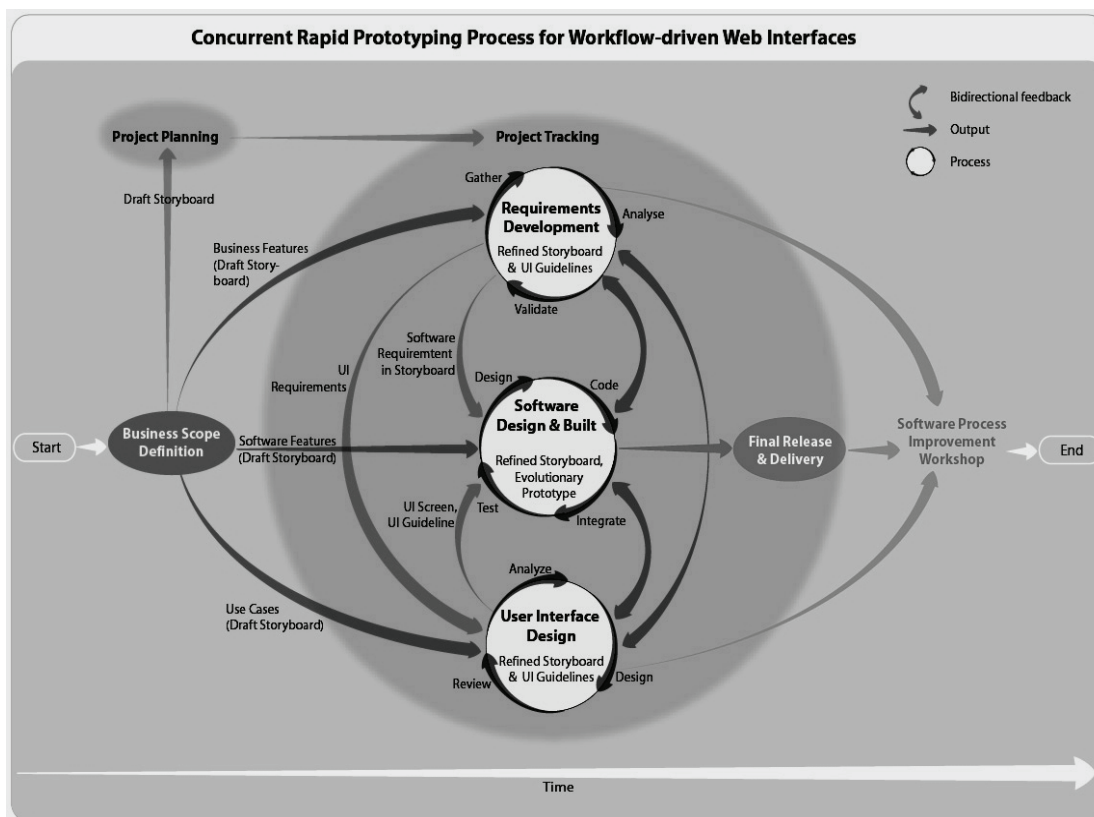 Concurrent Rapid Prototyping Process for Workflow-driven Web Interfaces
Bidirectional feedback
Output
Process
Project Planning
Project Tracking
Draft Storyboard
Gather
Analyse
Requirements
Development
Refined Storyboard
& UI Guidelines
Validate
Business Features
(Draft Story-
board)
UI
Requirements
Software
Requiremtent
in Storyboard
Design
Code
Software
Design & Built
Refined Storyboard,
Evolutionary
Prototype
Test
Integrate
Start
Business Scope
Definition
Software Features
(Draft Storyboard)
Final Release
& Delivery
Software Process
Improvement
Workshop
End
UI Screen,
UI Guideline
Analyze
User Interface
Design
Refined Storyboard
& UI Guidelines
Review
Design
Use Cases
(Draft Storyboard)
Time